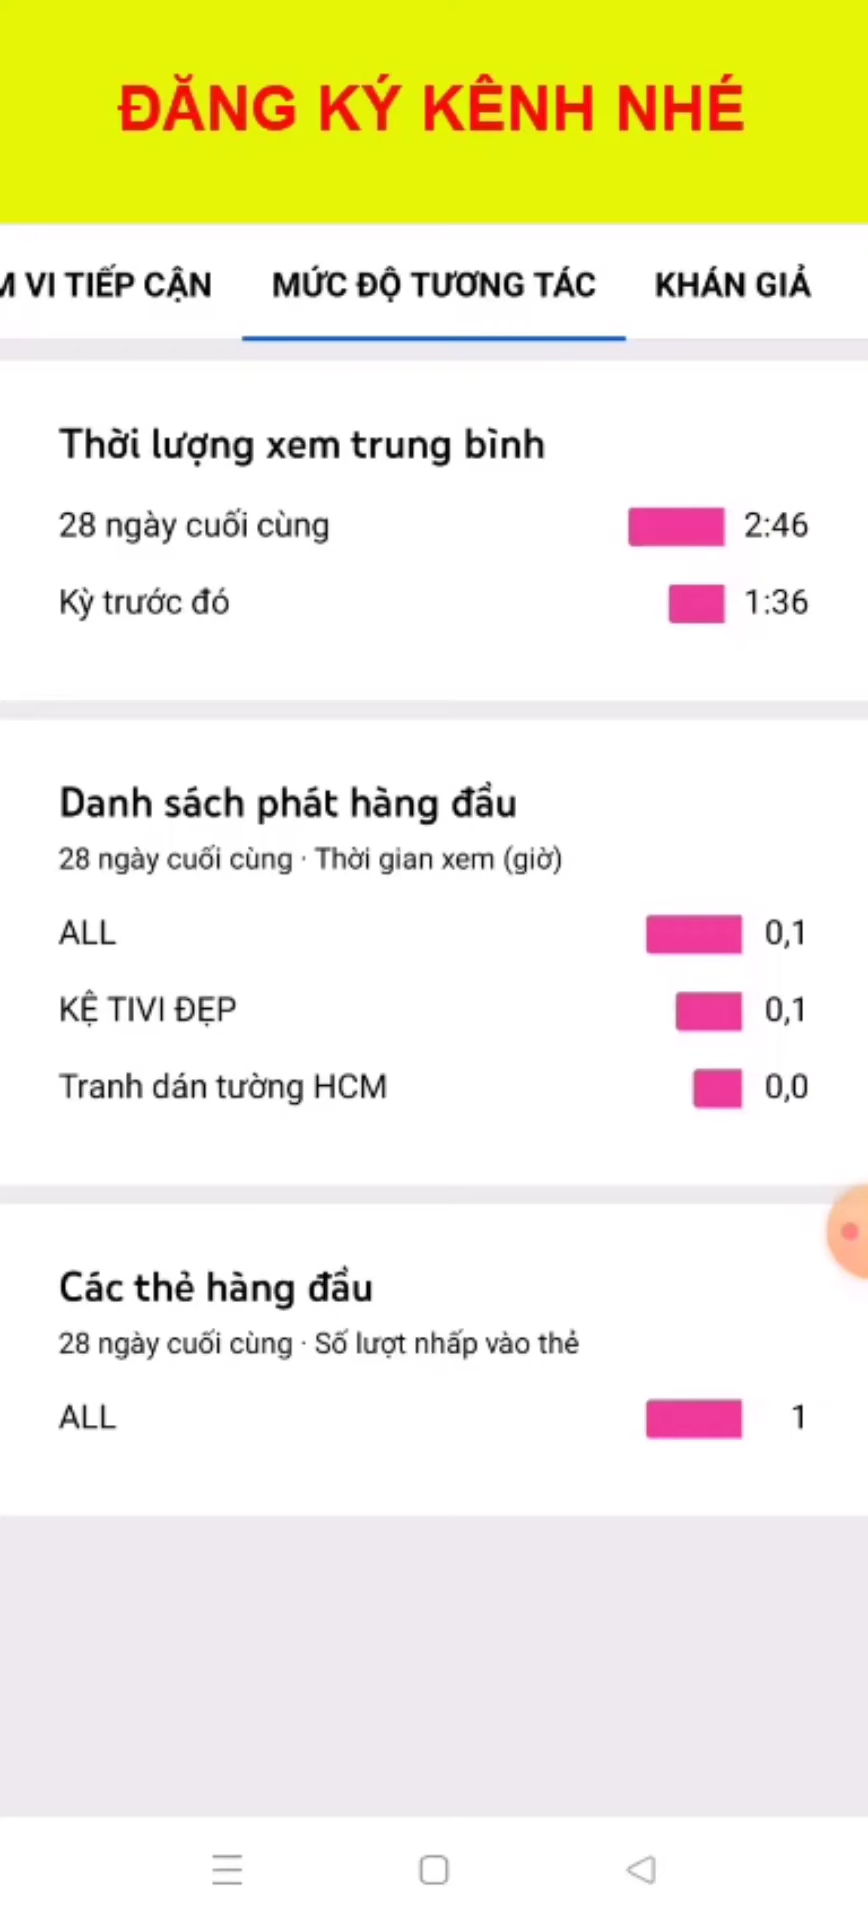 ĐĂNG KÝ KÊNH NHÉ
M VI TIẾP CẬN MỨC ĐỘ TƯƠNG TÁC KHÁN GIẢ
Thời lượng xem trung bình
28 ngày cuối cùng 2:46
Kỳ trước đó 1:36
Danh sách phát hàng đầu
28 ngày cuối cùng · Thời gian xem (giờ)
ALL 0,1
KỆ TIVI ĐẸP 0,1
Tranh dán tường HCM 0,0
Các thẻ hàng đầu
28 ngày cuối cùng · Số lượt nhấp vào thẻ
ALL 1